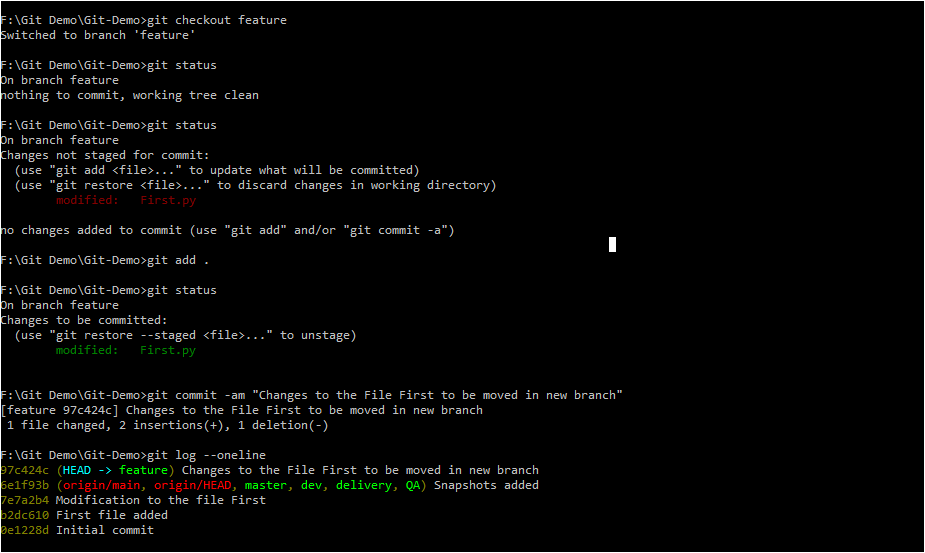 F:\Git Demo\Git-Demo>git checkout feature
Switched to branch 'feature'
F:\Git Demo\Git-Demo>git status
On branch feature
nothing to commit, working tree clean
F:\Git Demo\Git-Demo>git status
On branch feature
Changes not staged for commit:
  (use "git add <file>..." to update what will be committed)
  (use "git restore <file>..." to discard changes in working directory)
        modified:   First.py
no changes added to commit (use "git add" and/or "git commit -a")
F:\Git Demo\Git-Demo>git add .
F:\Git Demo\Git-Demo>git status
On branch feature
Changes to be committed:
  (use "git restore --staged <file>..." to unstage)
        modified:   First.py
F:\Git Demo\Git-Demo>git commit -am "Changes to the File First to be moved in new branch"
[feature 97c424c] Changes to the File First to be moved in new branch
 1 file changed, 2 insertions(+), 1 deletion(-)
F:\Git Demo\Git-Demo>git log --oneline
97c424c (HEAD -> feature) Changes to the File First to be moved in new branch
6e1f93b (origin/main, origin/HEAD, master, dev, delivery, QA) Snapshots added
7e7a2b4 Modification to the file First
b2dc610 First file added
0e1228d Initial commit